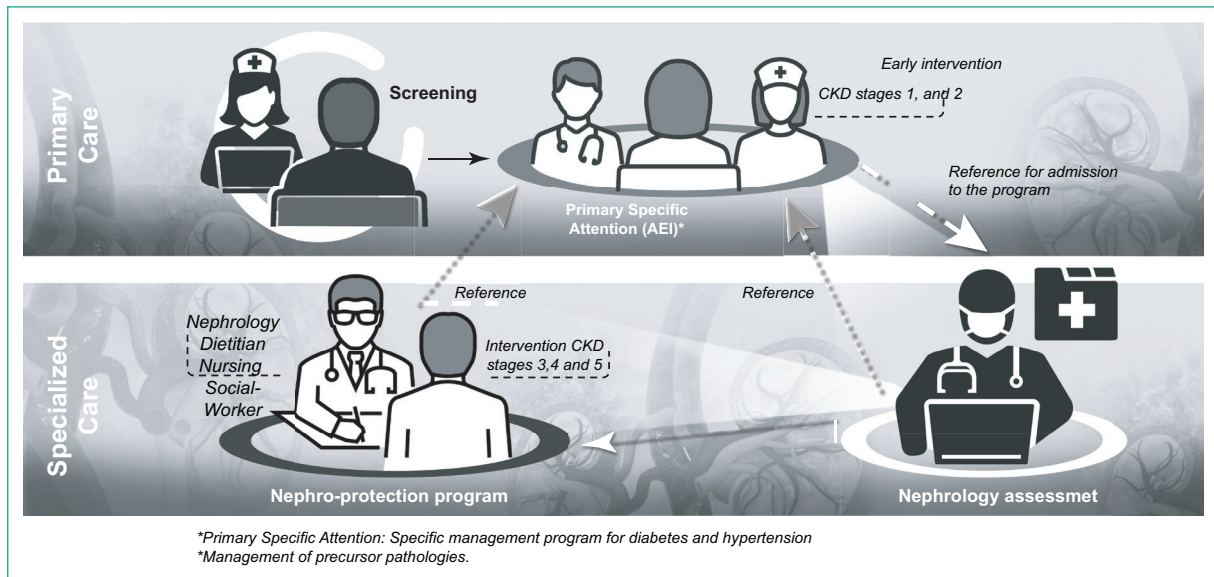 Primary
Care
Screening
Early intervention
CKD stages 1, and 2
Reference for admission
to the program
Primary Specific
Attention (AEI)*
Specialized
Care
Reference
Reference
Nephrology
Dietitian
Nursing
Social-
Worker
Intervention CKD
stages 3,4 and 5
Nephro-protection program
Nephrology assessmet
*Primary Specific Attention: Specific management program for diabetes and hypertension
*Management of precursor pathologies.